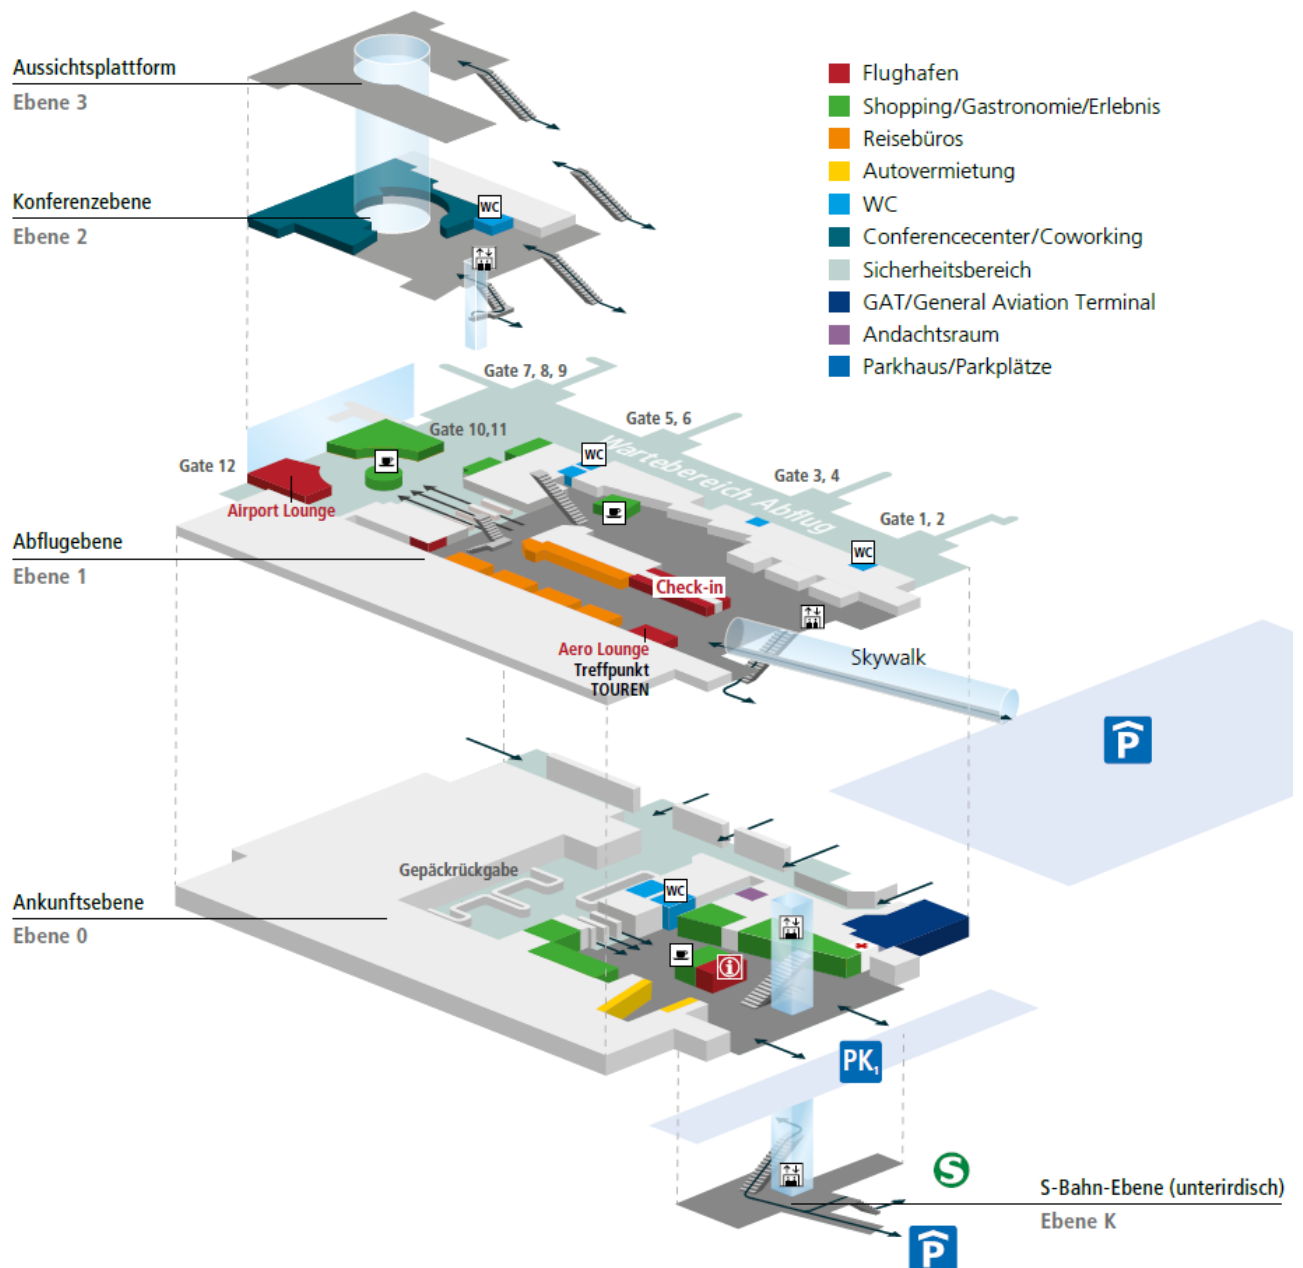 Aussichtsplattform
Ebene 3
Flughafen
Shopping/Gastronomie/Erlebnis
Reisebüros
Autovermietung
WC
Conferencecenter/Coworking
Sicherheitsbereich
GAT/General Aviation Terminal
Andachtsraum
Parkhaus/Parkplätze
Konferenzebene
Ebene 2
WC
Gate 7, 8, 9
Gate 5, 6
Gate 10,11
Gate 12
WC
Wartebereich Abflug
Gate 3, 4
Gate 1, 2
WC
Airport Lounge
Abflugebene
Ebene 1
Check-in
Aero Lounge
Treffpunkt
TOUREN
Skywalk
P
Gepäckrückgabe
WC
Ankunftsebene
Ebene 0
i
PK1
S
S-Bahn-Ebene (unterirdisch)
Ebene K
P